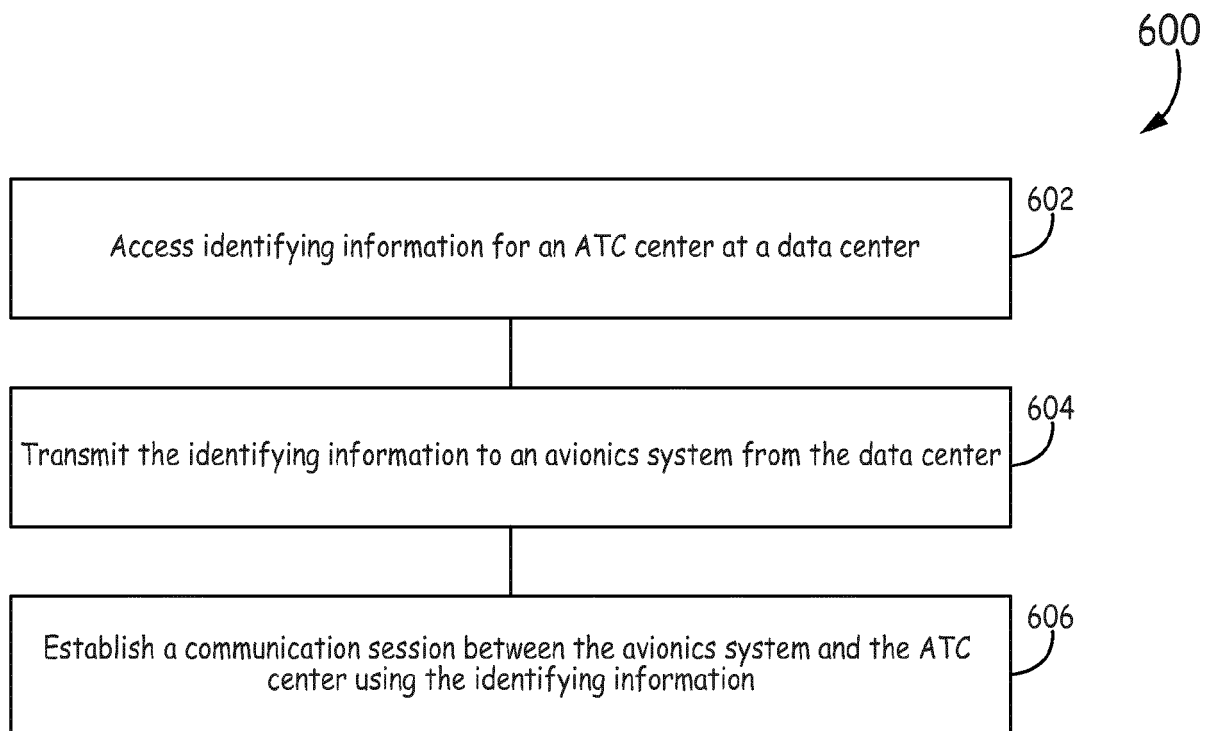 600
602
Access identifying information for an ATC center at a data center
604
Transmit the identifying information to an avionics system from the data center
606
Establish a communication session between the avionics system and the ATC
center using the identifying information